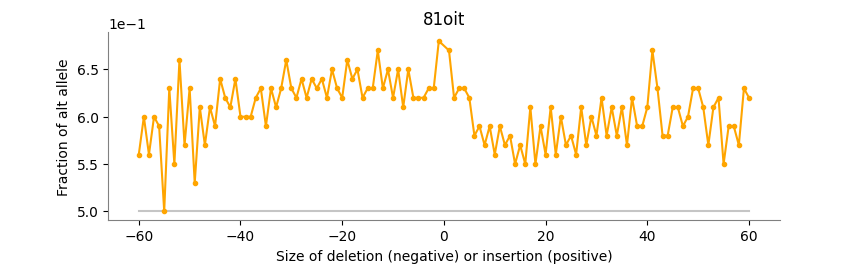 81oit
1e−1
6.5
6.0
5.5
5.0
Fraction of alt allele
−60 −40 −20 0 20 40 60
Size of deletion (negative) or insertion (positive)